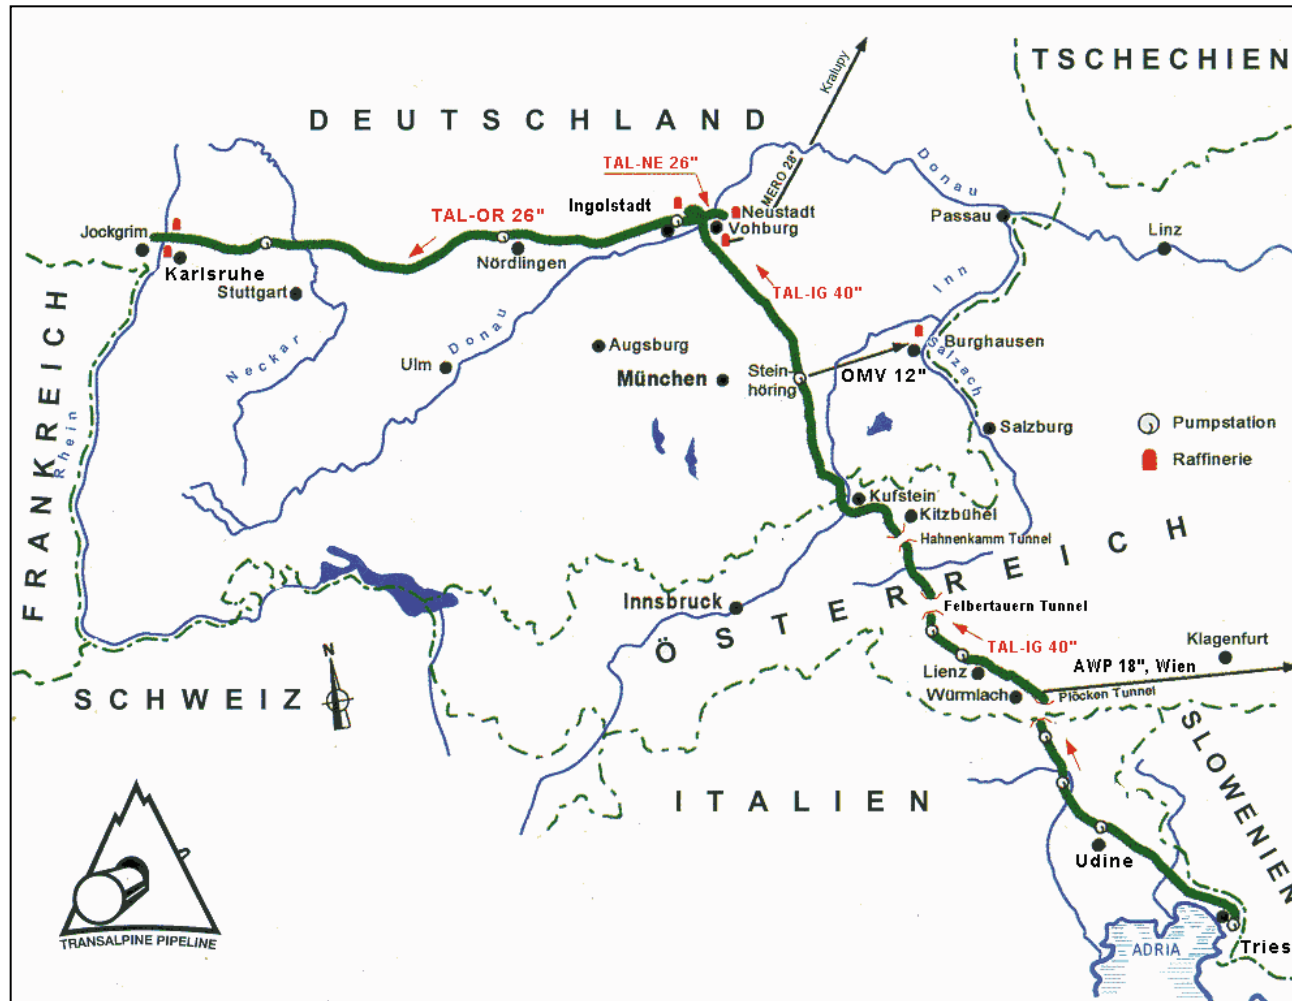 TSCHECHIEN
DEUTSCHLAND
Kralupy
MERO 28"
TAL-NE 26"
Donau
Ingolstadt
Neustadt
Vohburg
TAL-OR 26"
Passau
Jockgrim
Linz
Nördlingen
Karlsruhe
Stuttgart
TAL-IG 40"
Inn
FRANKREICH
Rhein
Neckar
Donau
Ulm
Augsburg
München
Stein-
höring
OMV 12"
Burghausen
Salzach
Salzburg
Pumpstation
Raffinerie
Kufstein
Kitzbühel
Hahnenkamm Tunnel
ÖSTERREICH
Innsbruck
Felbertauern Tunnel
TAL-IG 40"
Klagenfurt
AWP 18", Wien
Lienz
Würmlach
Plöcken Tunnel
N
SCHWEIZ
SLOWENIEN
ITALIEN
Udine
ADRIA
Tries
TRANSALPINE PIPELINE